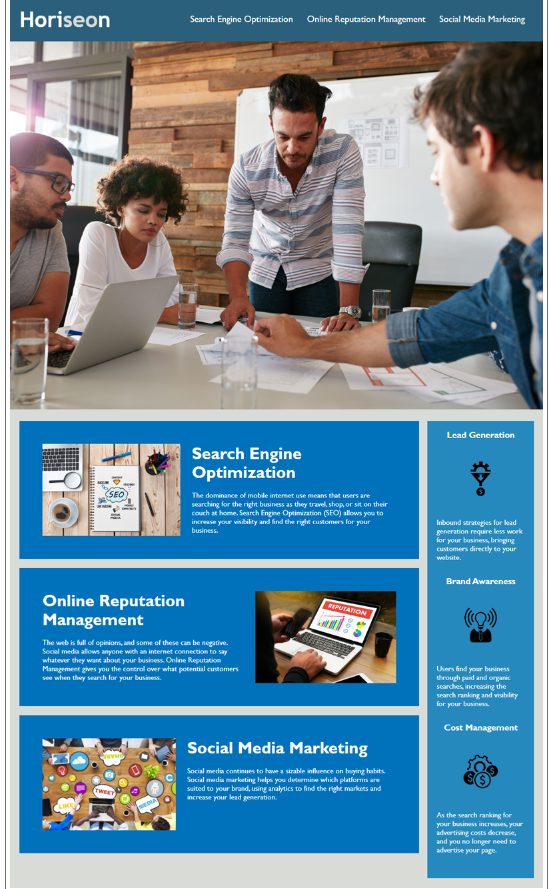 Horiseon
Search Engine Optimization
Online Reputation Management
Social Media Marketing
SEO
Search Engine
Optimization
The dominance of mobile internet use means that users are
searching for the right business as they travel, shop, or sit on their
couch at home. Search Engine Optimization (SEO) allows you to
increase your visibility and find the right customers for your
business.
Online Reputation
Management
The web is full of opinions, and some of these can be negative.
Social media allows anyone with an internet connection to say
whatever they want about your business. Online Reputation
Management gives you the control over what potential customers
see when they search for your business.
REPUTATION
INVITE
TWEET
LIKE
MEDIA
Social Media Marketing
Social media continues to have a sizable influence on buying habits.
Social media marketing helps you determine which platforms are
suited to your brand, using analytics to find the right markets and
increase your lead generation.
Lead Generation
$
Inbound strategies for lead
generation require less work
for your business, bringing
customers directly to your
website.
Brand Awareness
Users find your business
through paid and organic
searches, increasing the
search ranking and visibility
for your business.
Cost Management
$ $ $
As the search ranking for
your business increases, your
advertising costs decrease,
and you no longer need to
advertise your page.